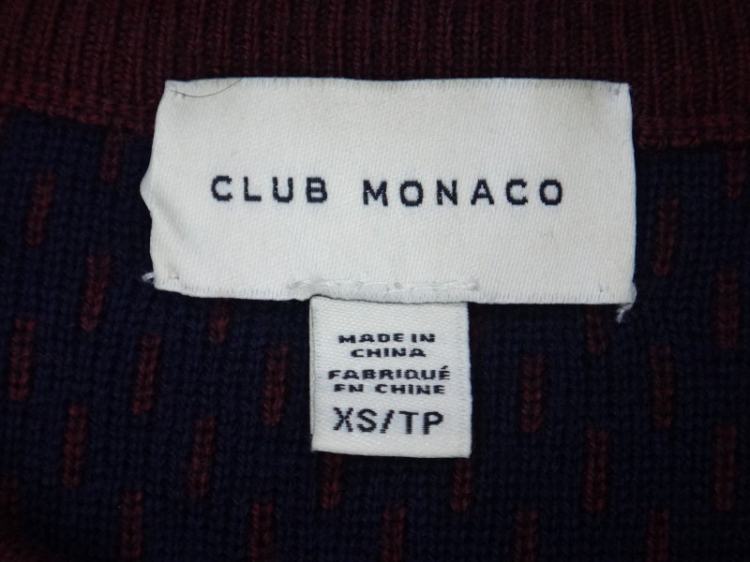 CLUB MONACO
MADE IN
CHINA
FABRIQUÉ
EN CHINE
XS/TP